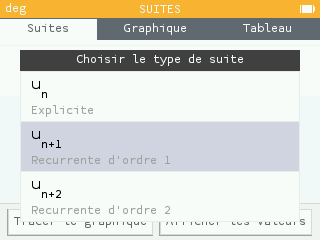 deg SUITES
Suites Graphique Tableau
Choisir le type de suite
un
Explicite
un+1
Recurrente d'ordre 1
un+2
Recurrente d'ordre 2
Tracer le graphique Afficher les valeurs